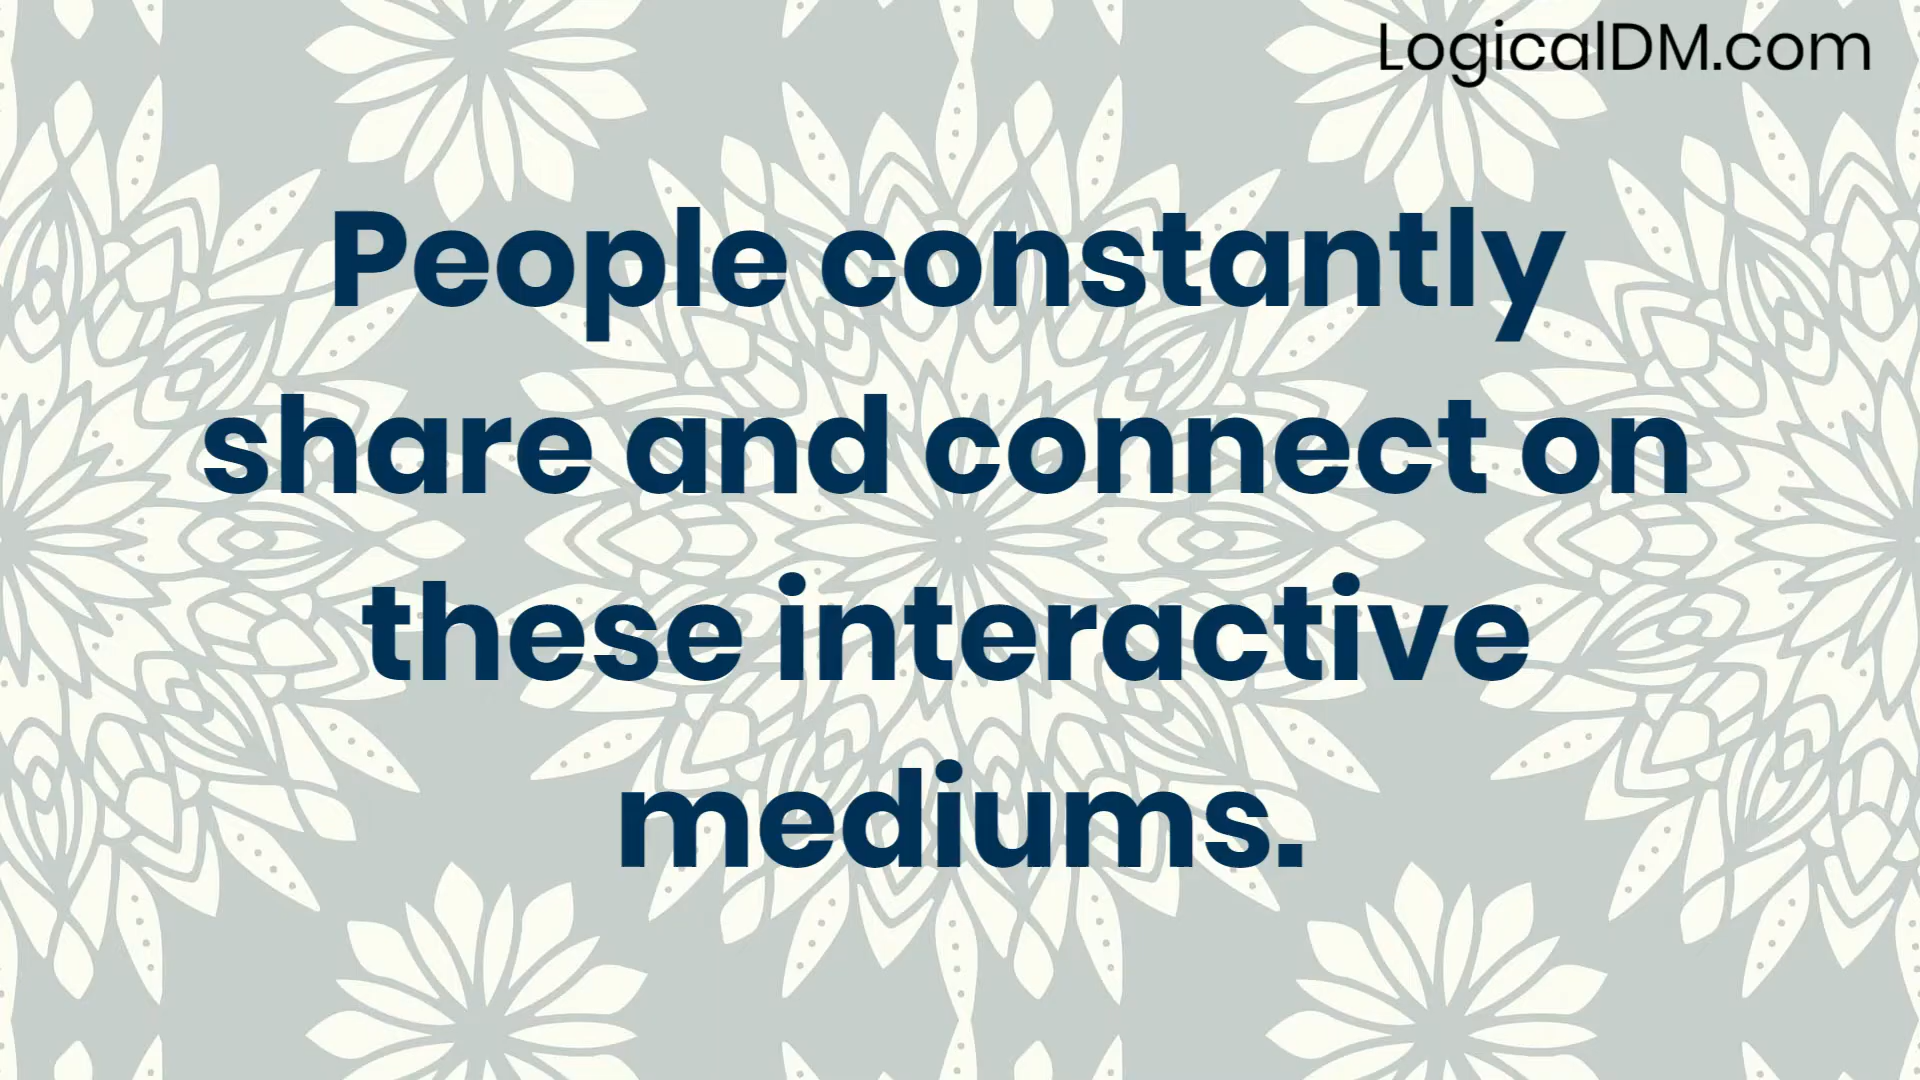 LogicalDM.com
People constantly
share and connect on
these interactive
mediums.